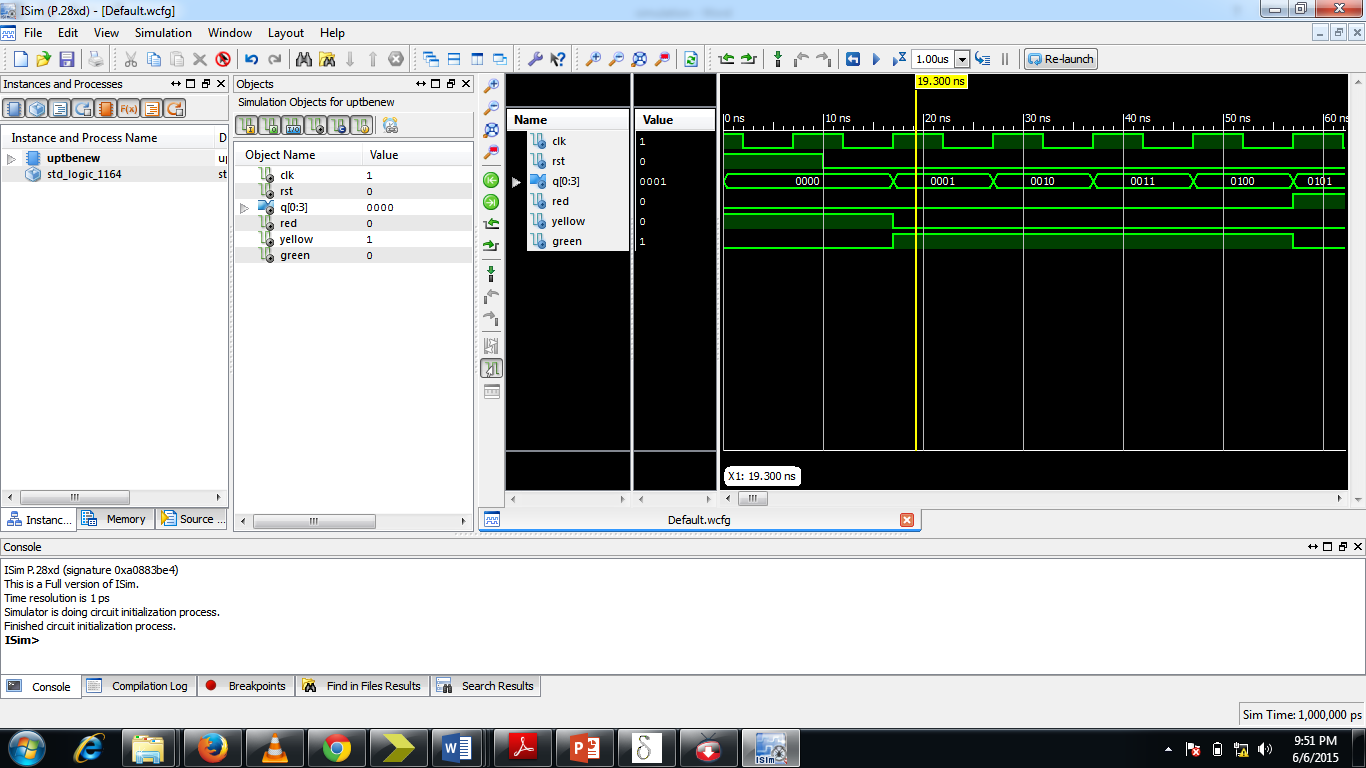 ISim (P.28xd) - [Default.wcfg]
File Edit View Simulation Window Layout Help
1.00us Re-launch
Instances and Processes
Instance and Process Name D
uptbenew up
std_logic_1164 st
Instanc... Memory Source ...
Objects
Simulation Objects for uptbenew
Object Name Value
clk 1
rst 0
q[0:3] 0000
red 0
yellow 1
green 0
Name Value
clk 1
rst 0
q[0:3] 0001
red 0
yellow 0
green 1
19.300 ns
0 ns 10 ns 20 ns 30 ns 40 ns 50 ns 60 ns
0000 0001 0010 0011 0100 0101
X1: 19.300 ns
Default.wcfg
Console
ISim P.28xd (signature 0xa0883be4)
This is a Full version of ISim.
Time resolution is 1 ps
Simulator is doing circuit initialization process.
Finished circuit initialization process.
ISim>
Console Compilation Log Breakpoints Find in Files Results Search Results
Sim Time: 1,000,000 ps
9:51 PM
6/6/2015